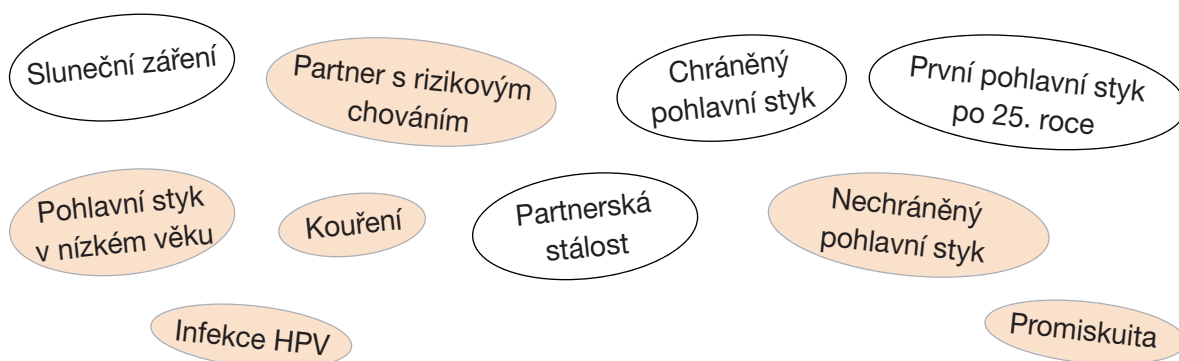 Sluneční záření
Partner s rizikovým
chováním
Chráněný
pohlavní styk
První pohlavní styk
po 25. roce
Pohlavní styk
v nízkém věku
Kouření
Partnerská
stálost
Nechráněný
pohlavní styk
Infekce HPV
Promiskuita